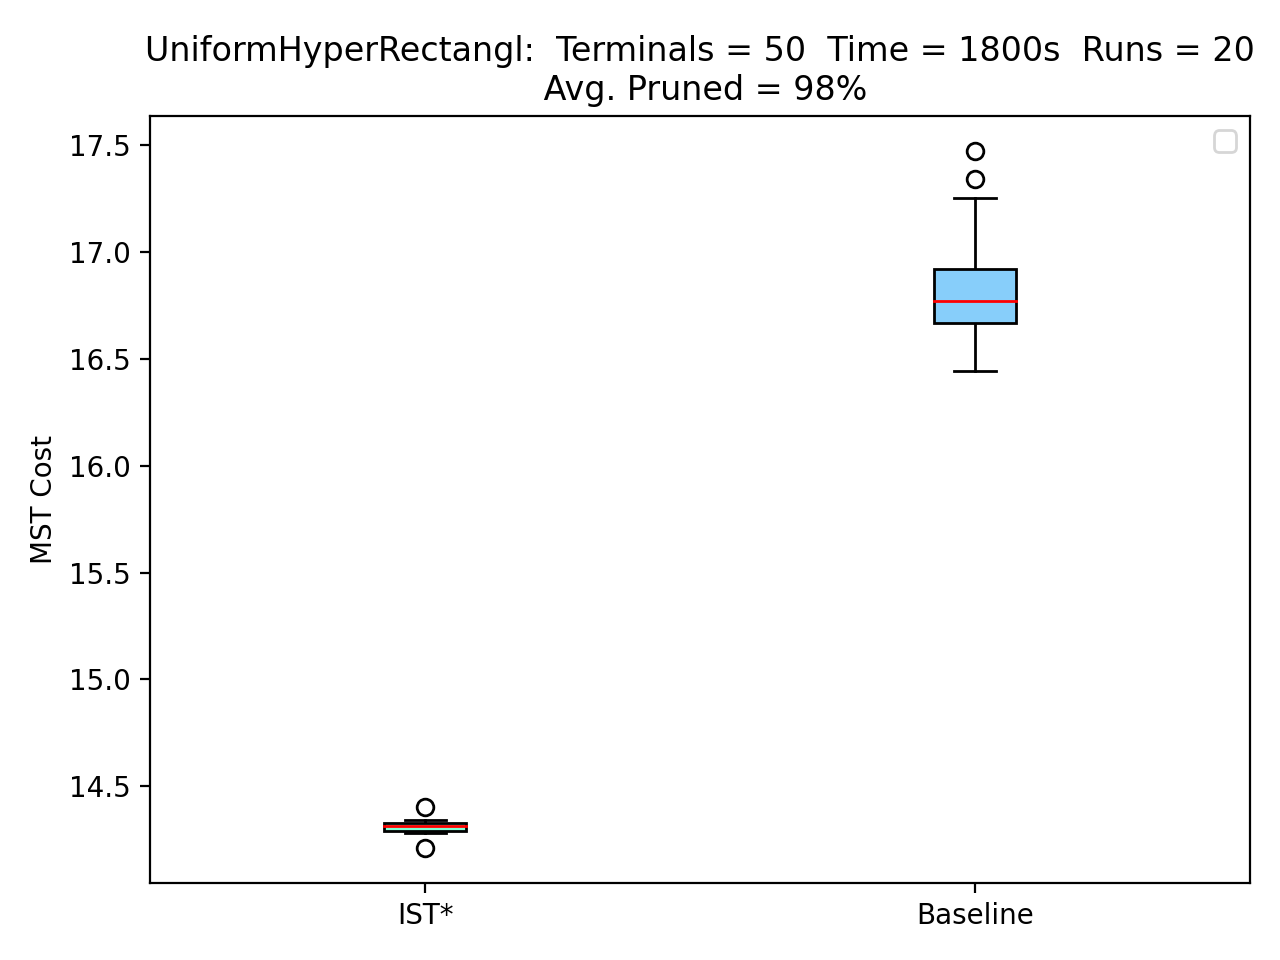 UniformHyperRectangl: Terminals = 50 Time = 1800s Runs = 20
Avg. Pruned = 98%
17.5
17.0
16.5
16.0
15.5
15.0
14.5
MST Cost
IST*
Baseline